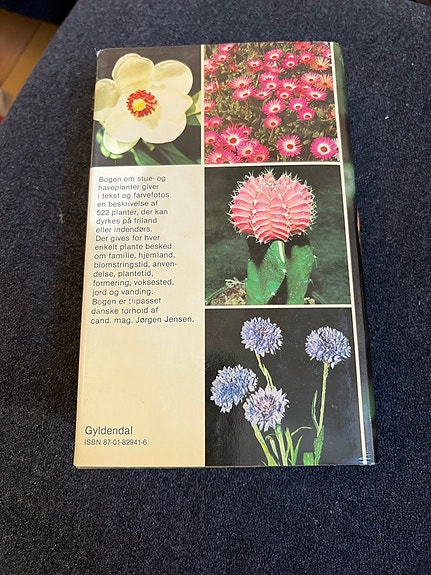 Bogen om stue- og
haveplanter giver
i tekst og farvefotos
en beskrivelse af
522 planter, der kan
dyrkes på friland
eller indendørs.
Der gives for hver
enkelt plante besked
om familie, hjemland,
blomstringstid, anven-
delse, plantetid,
formering, voksested,
jord og vanding.
Bogen er tilpasset
danske forhold af
cand. mag. Jørgen Jensen.
Gyldendal
ISBN 87-01-82941-6